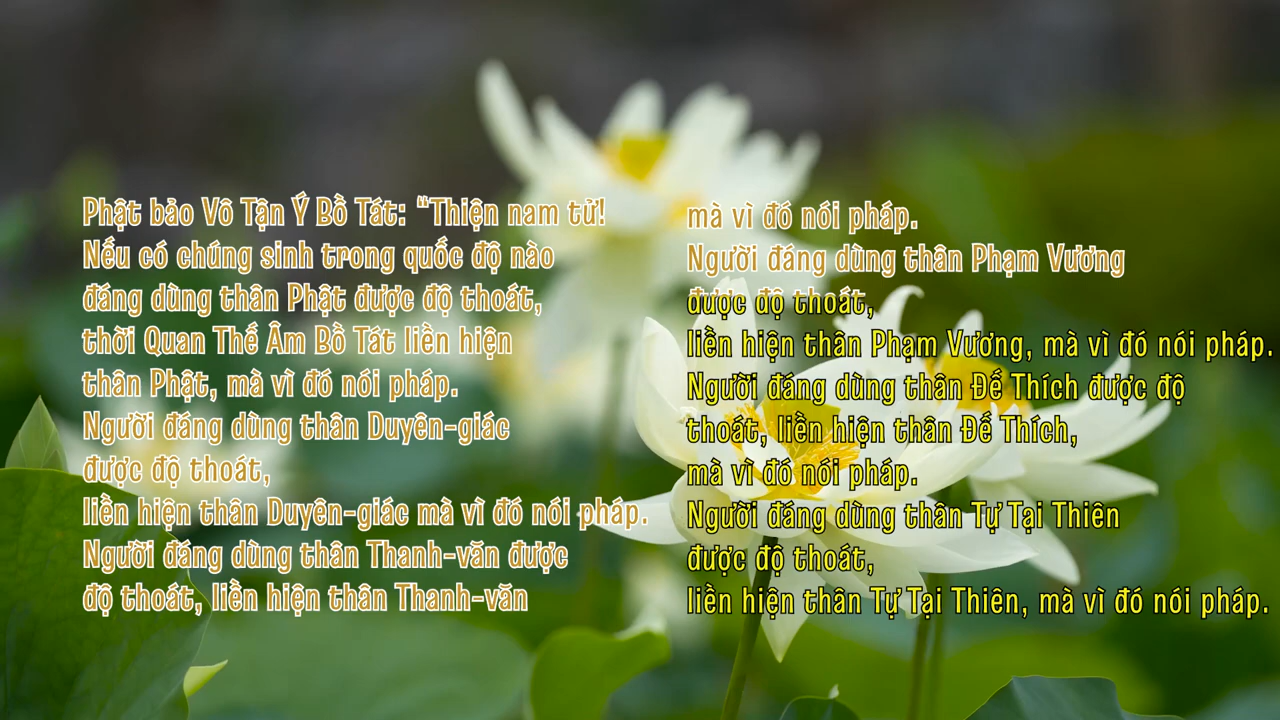 Phật bảo Vô Tận Ý Bồ Tát: "Thiện nam tử!
Nếu có chúng sinh trong quốc độ nào
đáng dùng thân Phật được độ thoát,
thời Quan Thế Âm Bồ Tát liền hiện
thân Phật, mà vì đó nói pháp.
Người đáng dùng thân Duyên-giác
được độ thoát,
liền hiện thân Duyên-giác mà vì đó nói pháp.
Người đáng dùng thân Thanh-văn được
độ thoát, liền hiện thân Thanh-văn
mà vì đó nói pháp.
Người đáng dùng thân Phạm Vương
được độ thoát,
liền hiện thân Phạm Vương, mà vì đó nói pháp.
Người đáng dùng thân Đế Thích được độ
thoát, liền hiện thân Đế Thích,
mà vì đó nói pháp.
Người đáng dùng thân Tự Tại Thiên
được độ thoát,
liền hiện thân Tự Tại Thiên, mà vì đó nói pháp.